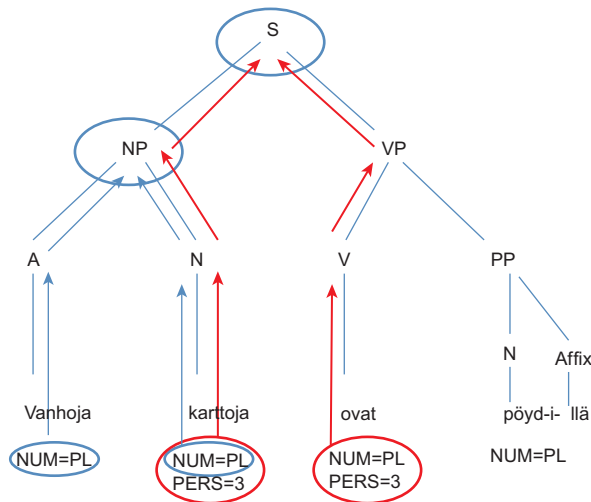 S
NP
VP
A
N
V
PP
N
Affix
Vanhoja
karttoja
ovat
pöyd-i- llä
NUM=PL
NUM=PL
PERS=3
NUM=PL
PERS=3
NUM=PL